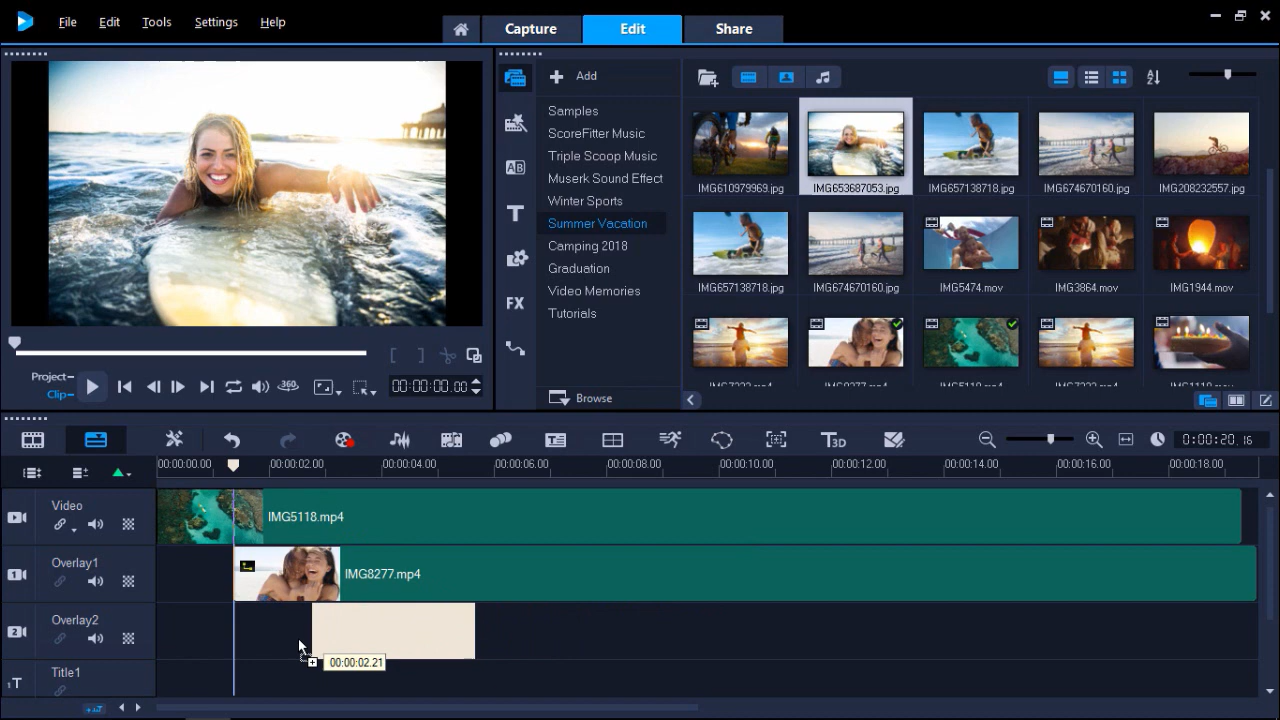 File Edit Tools Settings Help
Capture Edit Share
Add
Samples
ScoreFitter Music
Triple Scoop Music
Muserk Sound Effect
Winter Sports
Summer Vacation
Camping 2018
Graduation
Video Memories
Tutorials
Browse
IMG610979969.jpg IMG653687053.jpg IMG657138718.jpg IMG674670160.jpg IMG208232557.jpg
IMG657138718.jpg IMG674670160.jpg IMG5474.mov IMG3864.mov IMG1944.mov
Project
Clip
360
00:00:00.00
AB
T
FX
T3D
0:00:20.16
00:00:00.00 00:00:02.00 00:00:04.00 00:00:06.00 00:00:08.00 00:00:10.00 00:00:12.00 00:00:14.00 00:00:16.00 00:00:18.00
Video
IMG5118.mp4
Overlay1
IMG8277.mp4
Overlay2
00:00:02.21
Title1